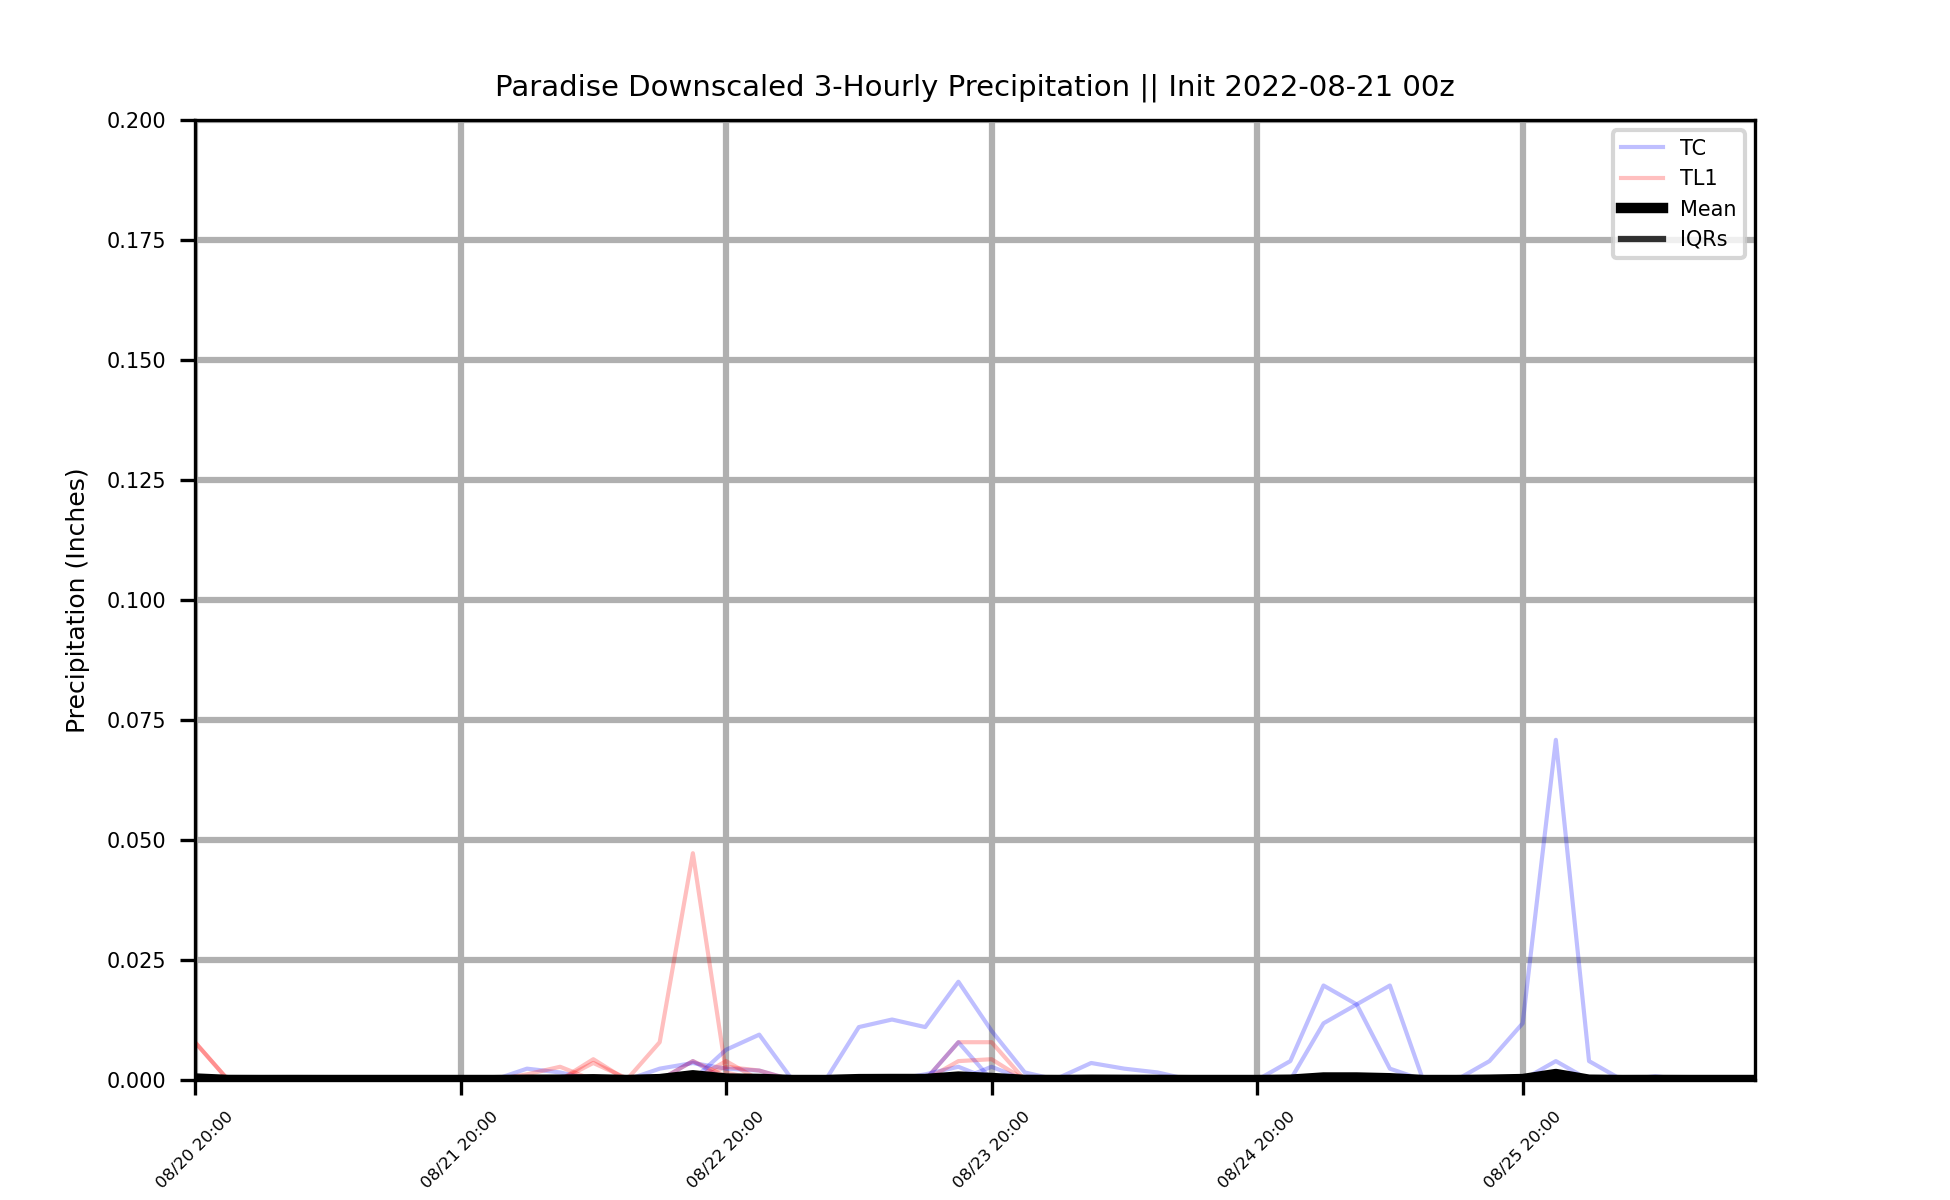 Paradise Downscaled 3-Hourly Precipitation || Init 2022-08-21 00z
TC
TL1
Mean
IQRs
Precipitation (Inches)
0.200
0.175
0.150
0.125
0.100
0.075
0.050
0.025
0.000
08/20 20:00
08/21 20:00
08/22 20:00
08/23 20:00
08/24 20:00
08/25 20:00